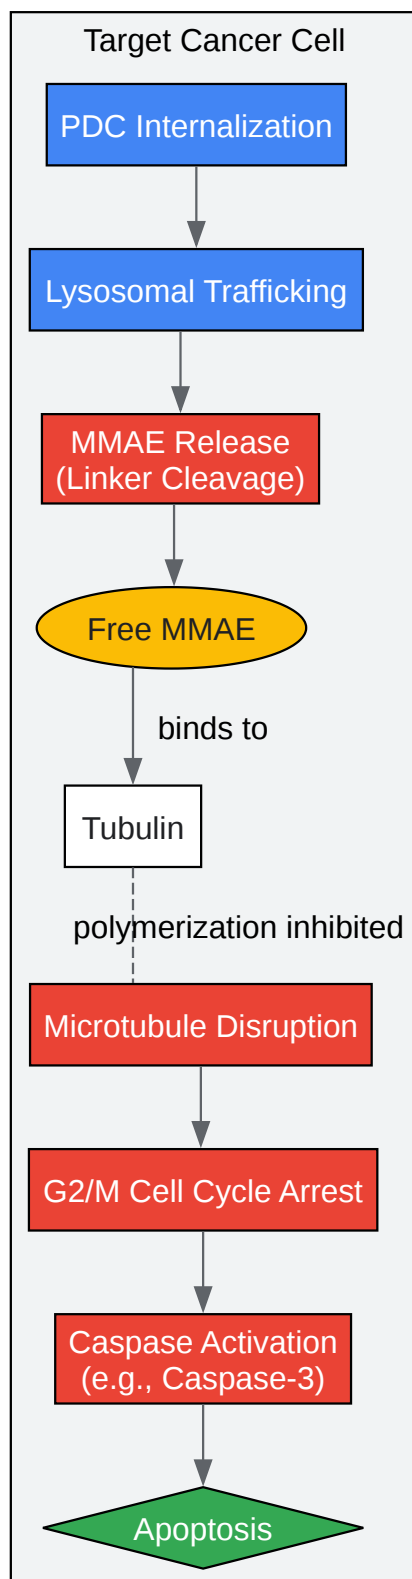 Target Cancer Cell
PDC Internalization
Lysosomal Trafficking
MMAE Release
(Linker Cleavage)
Free MMAE
binds to
Tubulin
polymerization inhibited
Microtubule Disruption
G2/M Cell Cycle Arrest
Caspase Activation
(e.g., Caspase-3)
Apoptosis